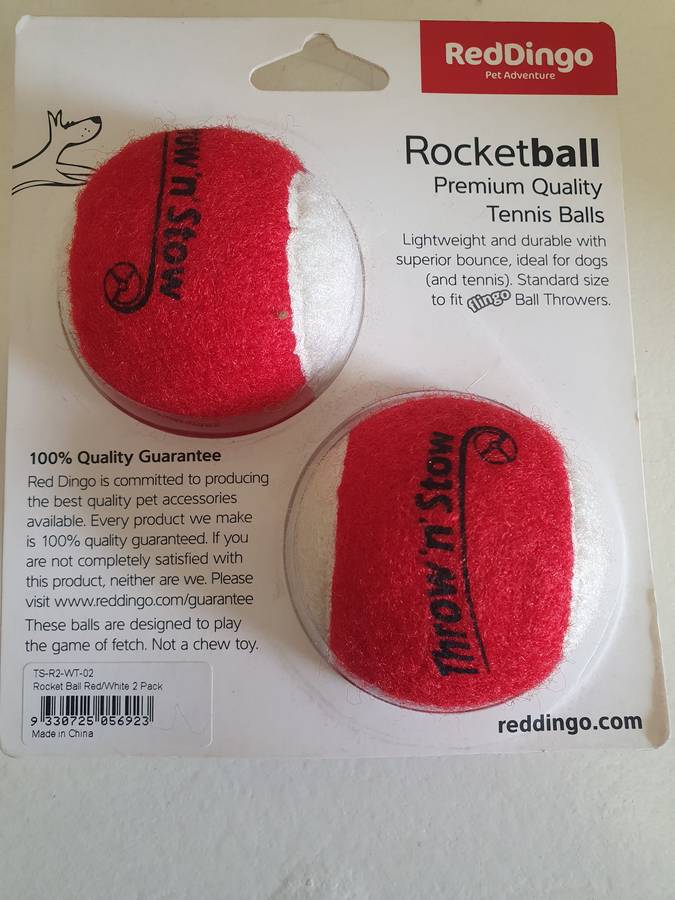 RedDingo
Pet Adventure
Rocketball
Premium Quality
Tennis Balls
Lightweight and durable with
superior bounce, ideal for dogs
(and tennis). Standard size
to fit flingo Ball Throwers.
'n' Stow
Throw 'n' Stow
100% Quality Guarantee
Red Dingo is committed to producing
the best quality pet accessories
available. Every product we make
is 100% quality guaranteed. If you
are not completely satisfied with
this product, neither are we. Please
visit www.reddingo.com/guarantee
These balls are designed to play
the game of fetch. Not a chew toy.
TS-R2-WT-02
Rocket Ball Red/White 2 Pack
9 330725 056923
Made in China
reddingo.com